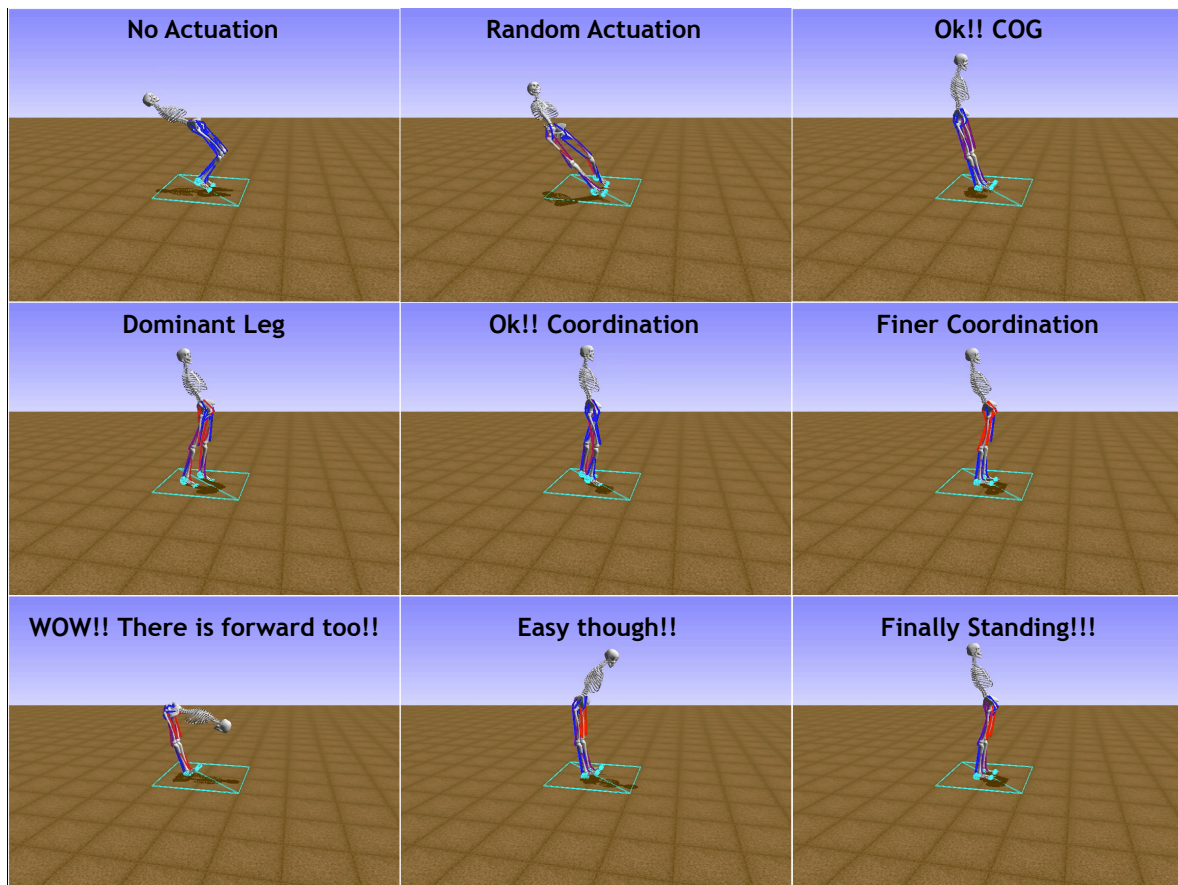 No Actuation
Random Actuation
Ok!! COG
Dominant Leg
Ok!! Coordination
Finer Coordination
WOW!! There is forward too!!
Easy though!!
Finally Standing!!!